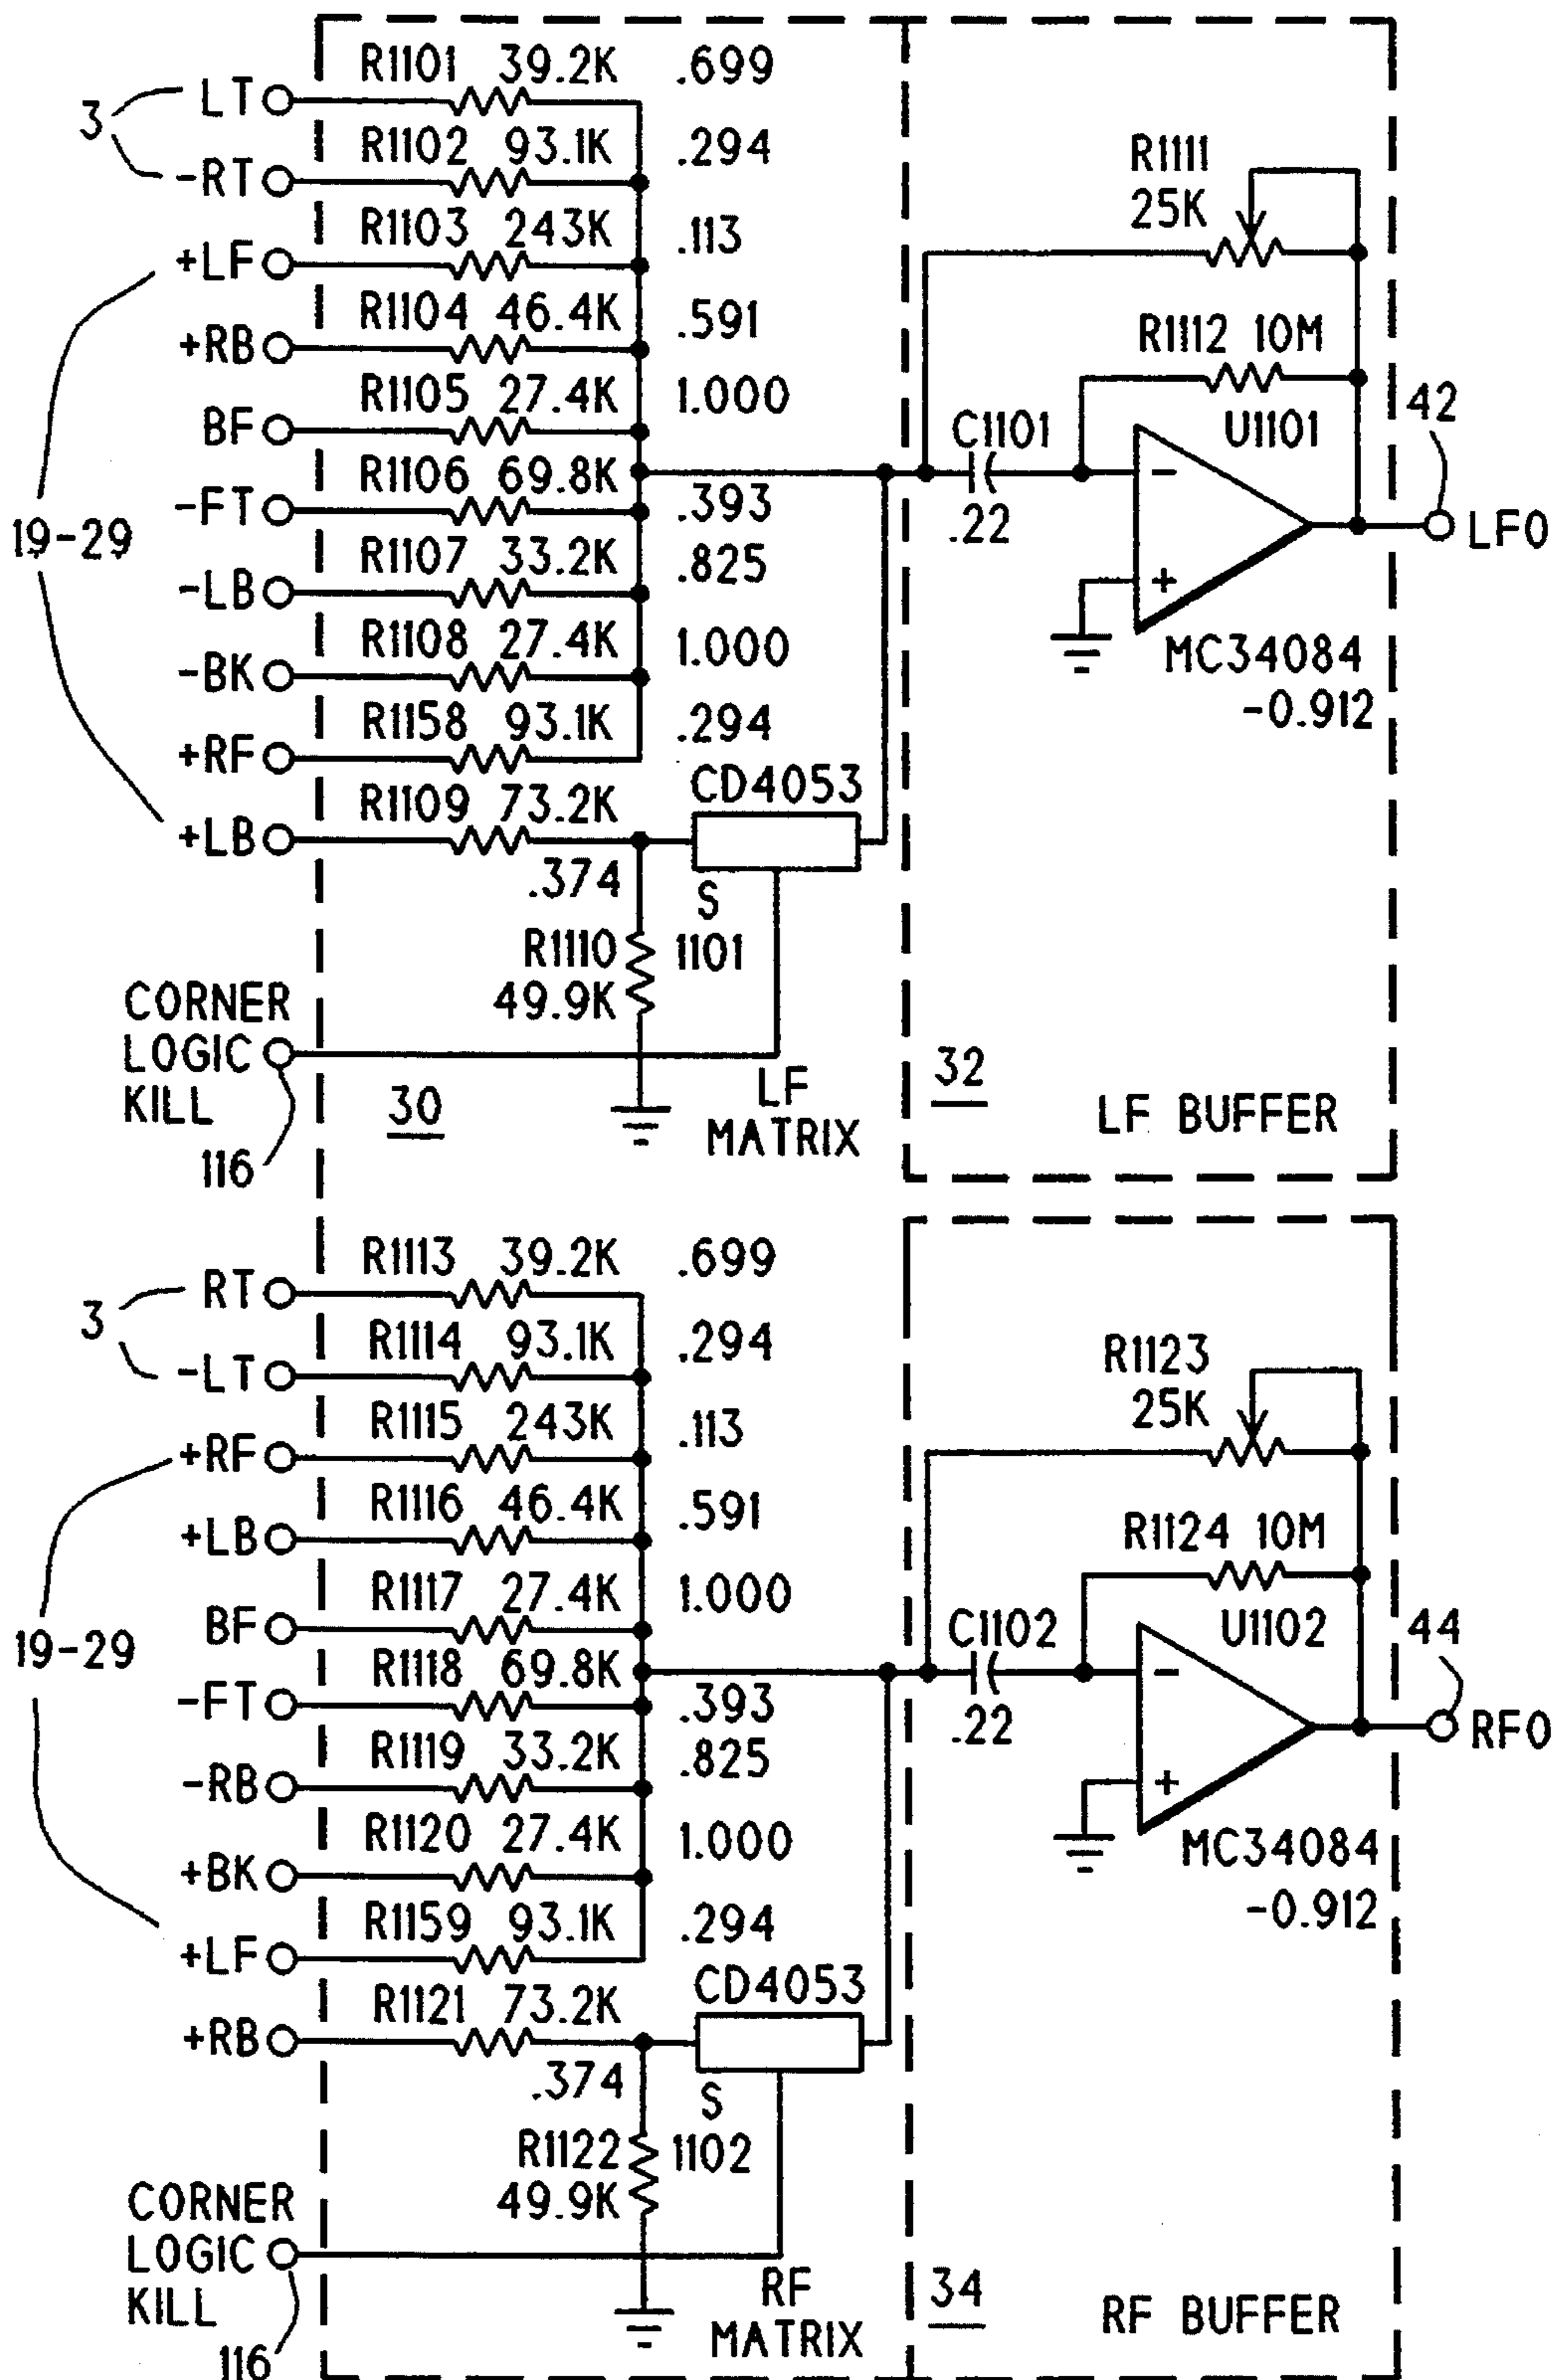 R1101 39.2K .699
3 LT
R1102 93.1K .294
-RT
R1103 243K .113
+LF
R1104 46.4K .591
+RB
R1105 27.4K 1.000
BF
R1106 69.8K .393
-FT
19-29
R1107 33.2K .825
-LB
R1108 27.4K 1.000
-BK
R1158 93.1K .294
+RF
R1109 73.2K
CD4053
+LB
.374
S
1101
R1110
49.9K
CORNER
LOGIC
KILL
116
30
LF
MATRIX
R1111
25K
R1112 10M
C1101
.22
U1101
-
+
MC34084
-0.912
42
LFO
32
LF BUFFER
R1113 39.2K .699
3 RT
R1114 93.1K .294
-LT
R1115 243K .113
+RF
R1116 46.4K .591
+LB
R1117 27.4K 1.000
BF
19-29
R1118 69.8K .393
-FT
R1119 33.2K .825
-RB
R1120 27.4K 1.000
+BK
R1159 93.1K .294
+LF
R1121 73.2K
CD4053
+RB
.374
S
1102
R1122
49.9K
CORNER
LOGIC
KILL
116
RF
MATRIX
R1123
25K
R1124 10M
C1102
.22
U1102
-
+
MC34084
-0.912
44
RFO
34
RF BUFFER